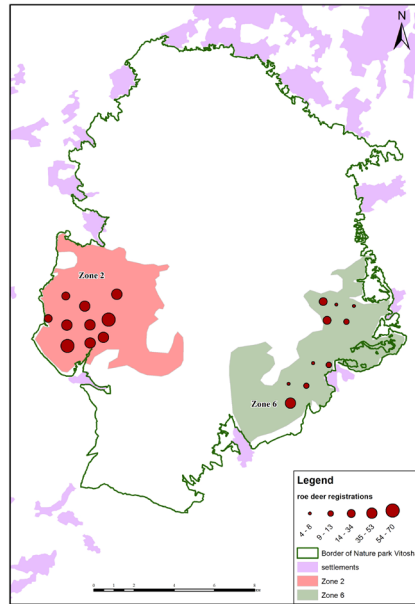 N
Zone 2
Zone 6
Legend
roe deer registrations
4 - 8
9 - 13
14 - 34
35 - 53
54 - 70
Border of Nature park Vitosh
settlements
Zone 2
Zone 6